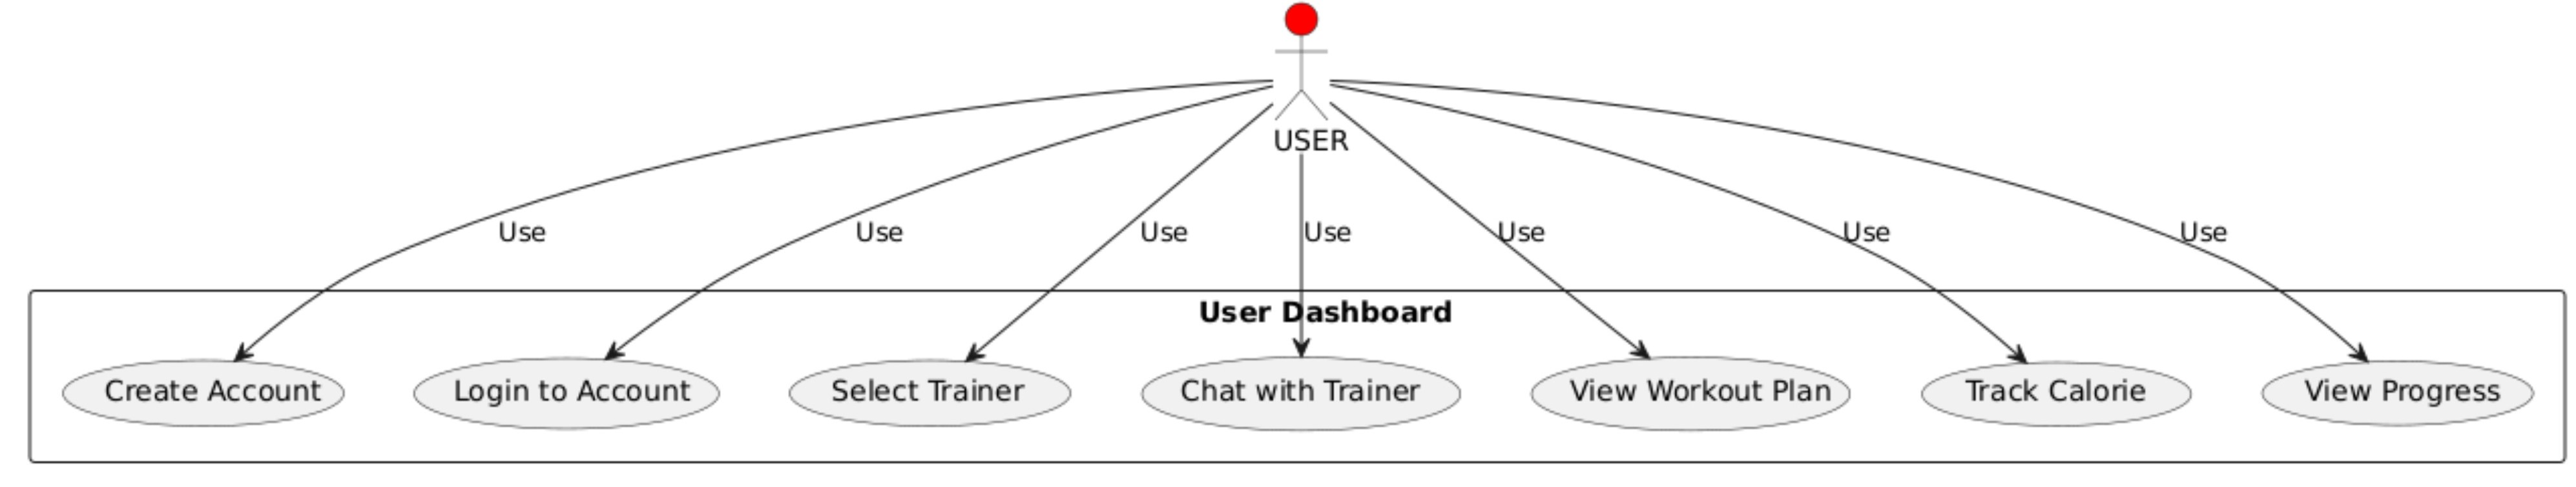 USER
Use Use Use Use Use Use Use
User Dashboard
Create Account Login to Account Select Trainer Chat with Trainer View Workout Plan Track Calorie View Progress